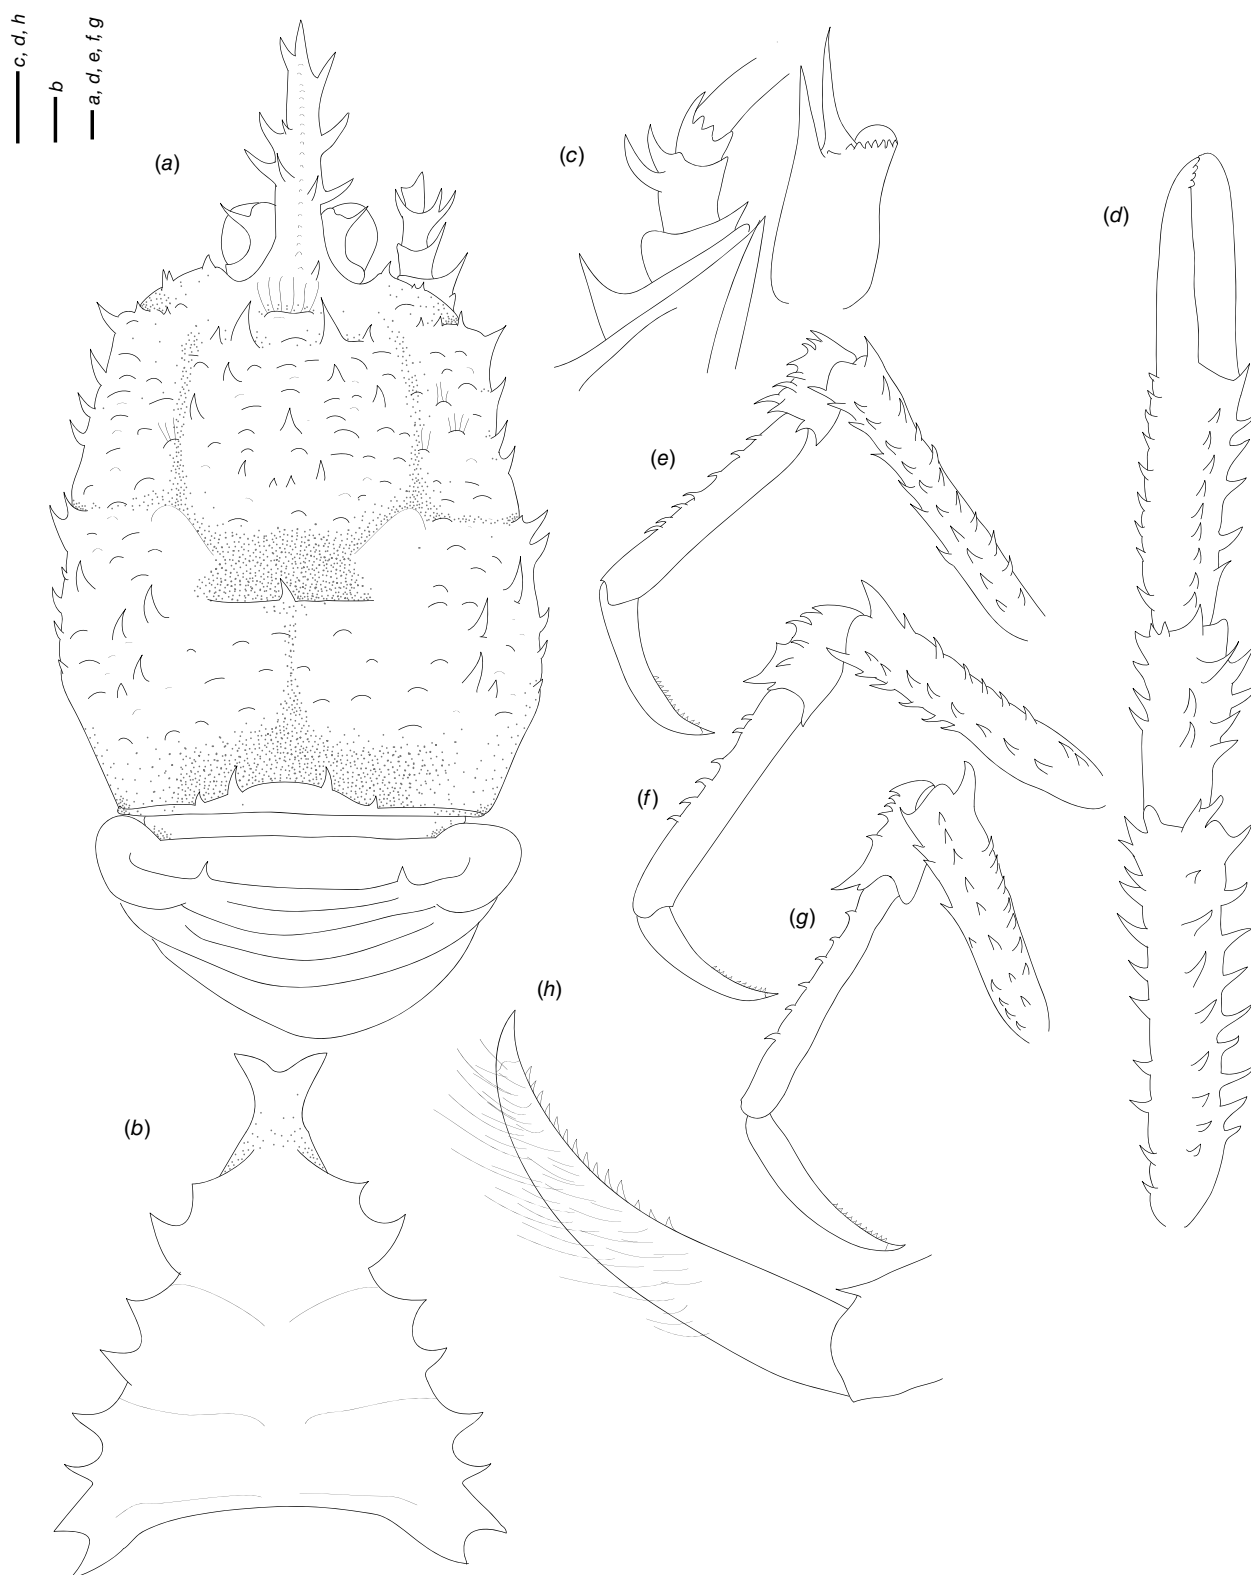 c, d, h
b
a, d, e, f, g
(a)
(c)
(d)
(e)
(f)
(g)
(h)
(b)